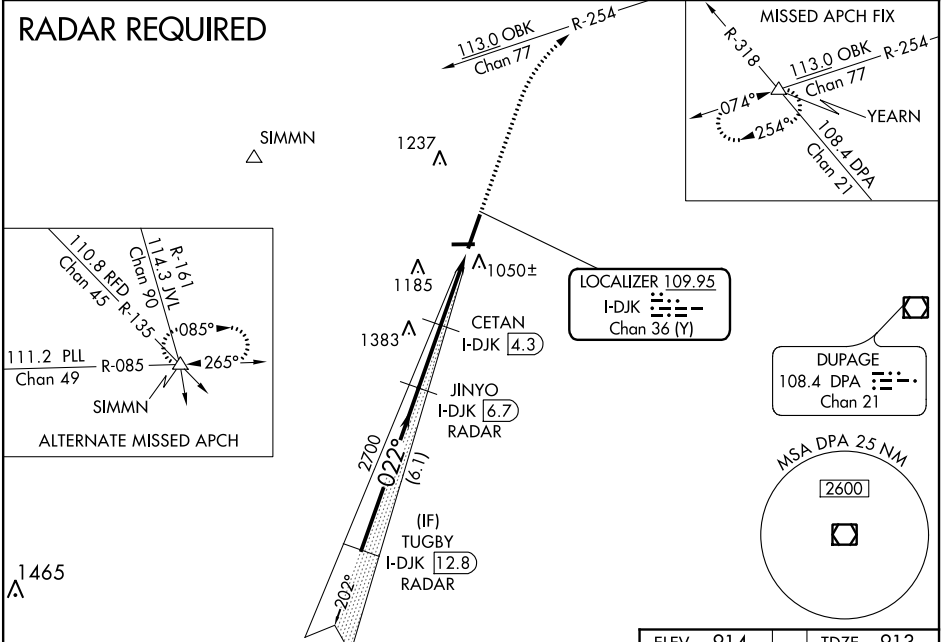 RADAR REQUIRED
113.0 OBK
Chan 77
R-254
MISSED APCH FIX
R-318
113.0 OBK
Chan 77
R-254
074°
254°
YEARN
108.4 DPA
Chan 21
SIMMN
1237
R-161
114.3 JVL
Chan 90
110.8 RFD
Chan 45
R-135
085°
265°
111.2 PLL
Chan 49
R-085
SIMMN
ALTERNATE MISSED APCH
1185
1050±
1383
CETAN
I-DJK 4.3
LOCALIZER 109.95
I-DJK
Chan 36 (Y)
DUPAGE
108.4 DPA
Chan 21
JINYO
I-DJK 6.7
RADAR
2700
022°
(6.1)
MSA DPA 25 NM
2600
(IF)
TUGBY
I-DJK 12.8
RADAR
202°
1465
ELEV 914
TDZE 913